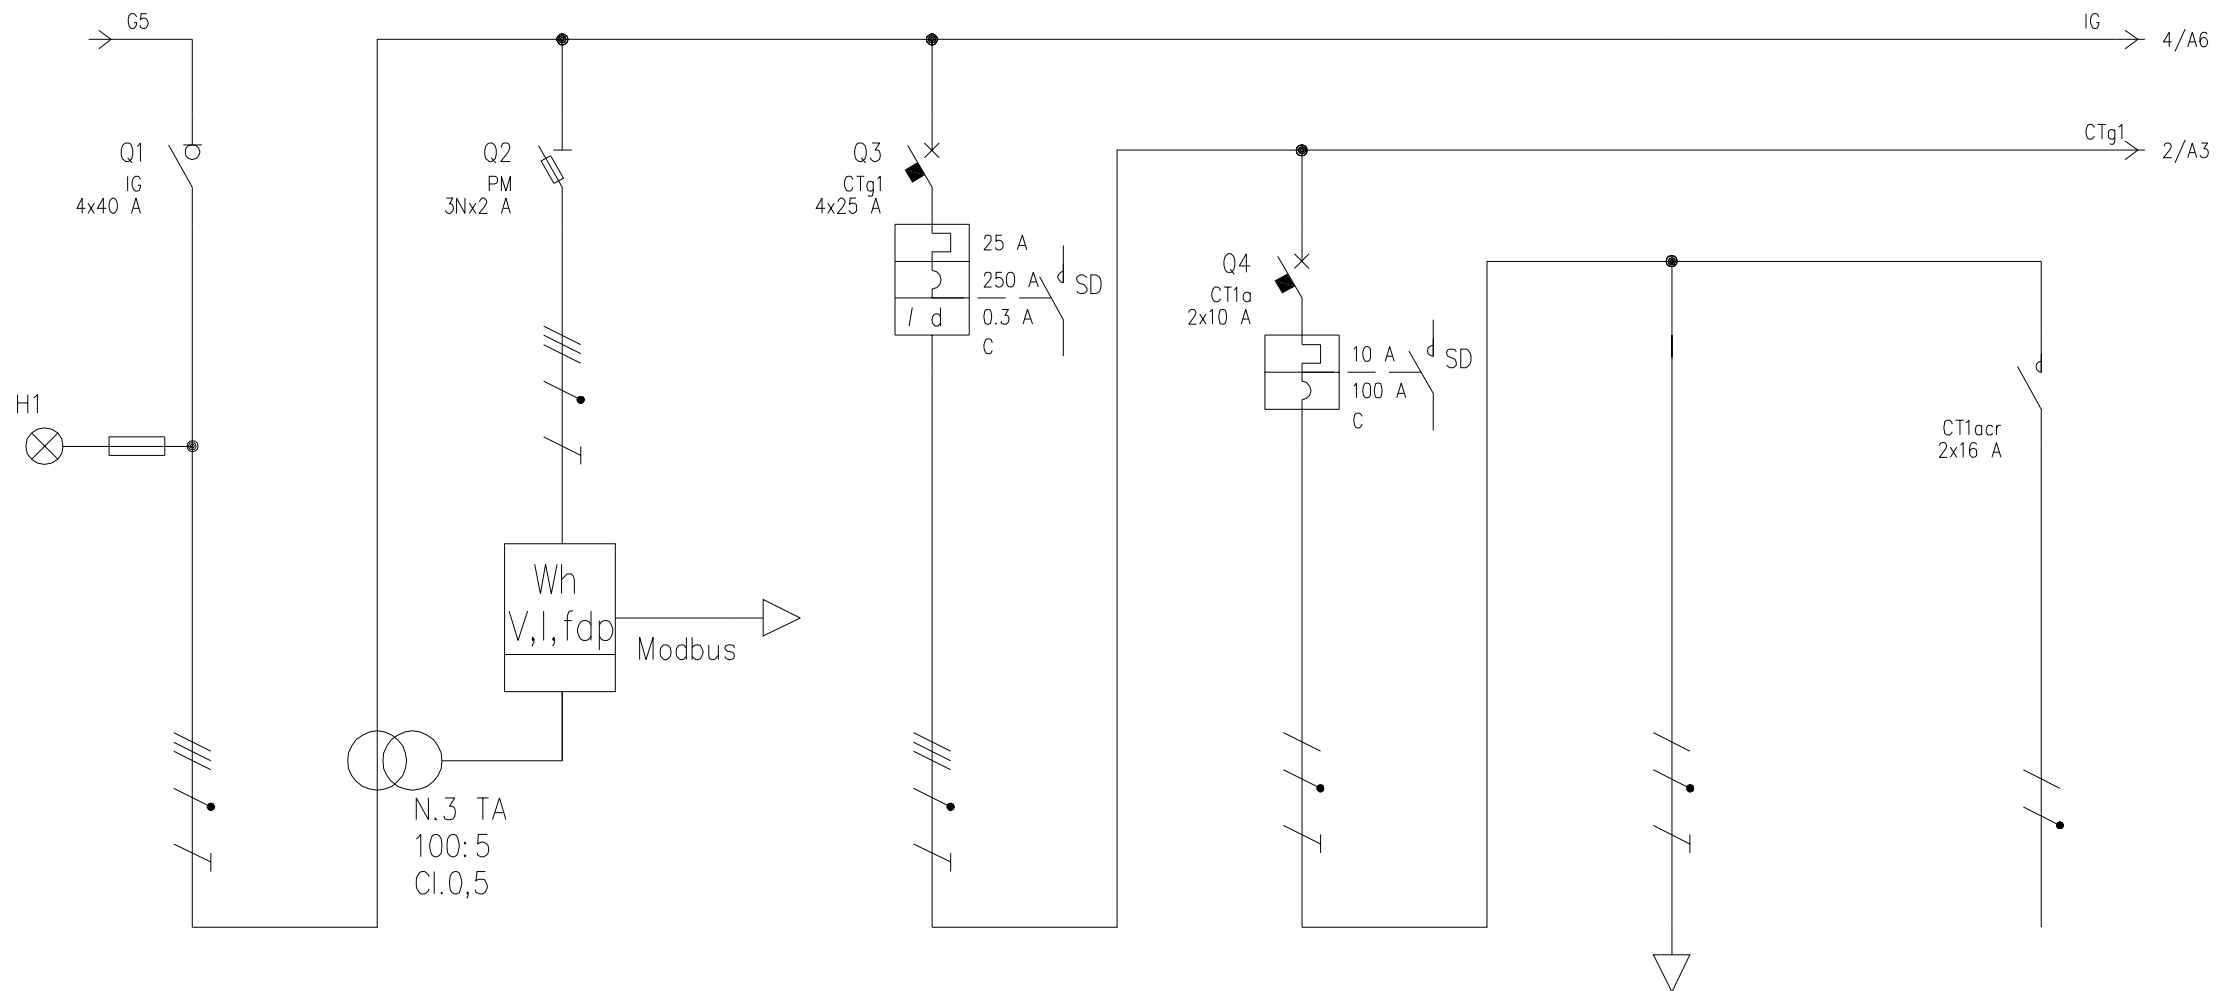 G5
IG
4/A6
CTg1
2/A3
Q1
IG
4x40 A
Q2
PM
3Nx2 A
Q3
CTg1
4x25 A
25 A
250 A
SD
I d
0.3 A
C
Q4
CT1a
2x10 A
10 A
SD
100 A
C
H1
CT1acr
2x16 A
Wh
V,I,fdp
Modbus
N.3 TA
100:5
Cl.0,5